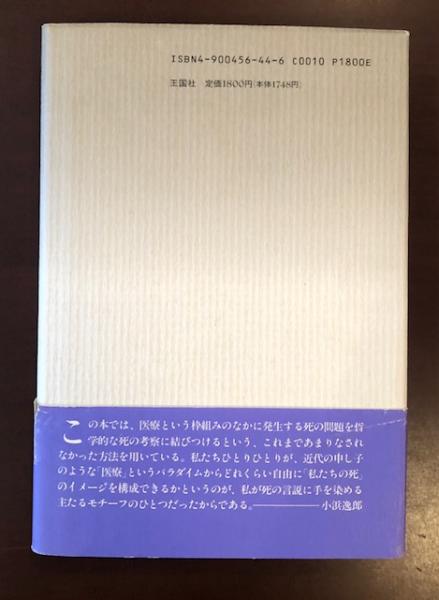 ISBN4-900456-44-6 C0010 P1800E
王国社 定価1800円(本体1748円)
この本では、医療という枠組みのなかに発生する死の問題を哲
学的な死の考察に結びつけるという、これまであまりなされ
なかった方法を用いている。私たちひとりひとりが、近代の申し子
のような「医療」というパラダイムからどれくらい自由に「私たちの死」
のイメージを構成できるかというのが、私が死の言説に手を染める
主たるモチーフのひとつだったからである。————小浜逸郎